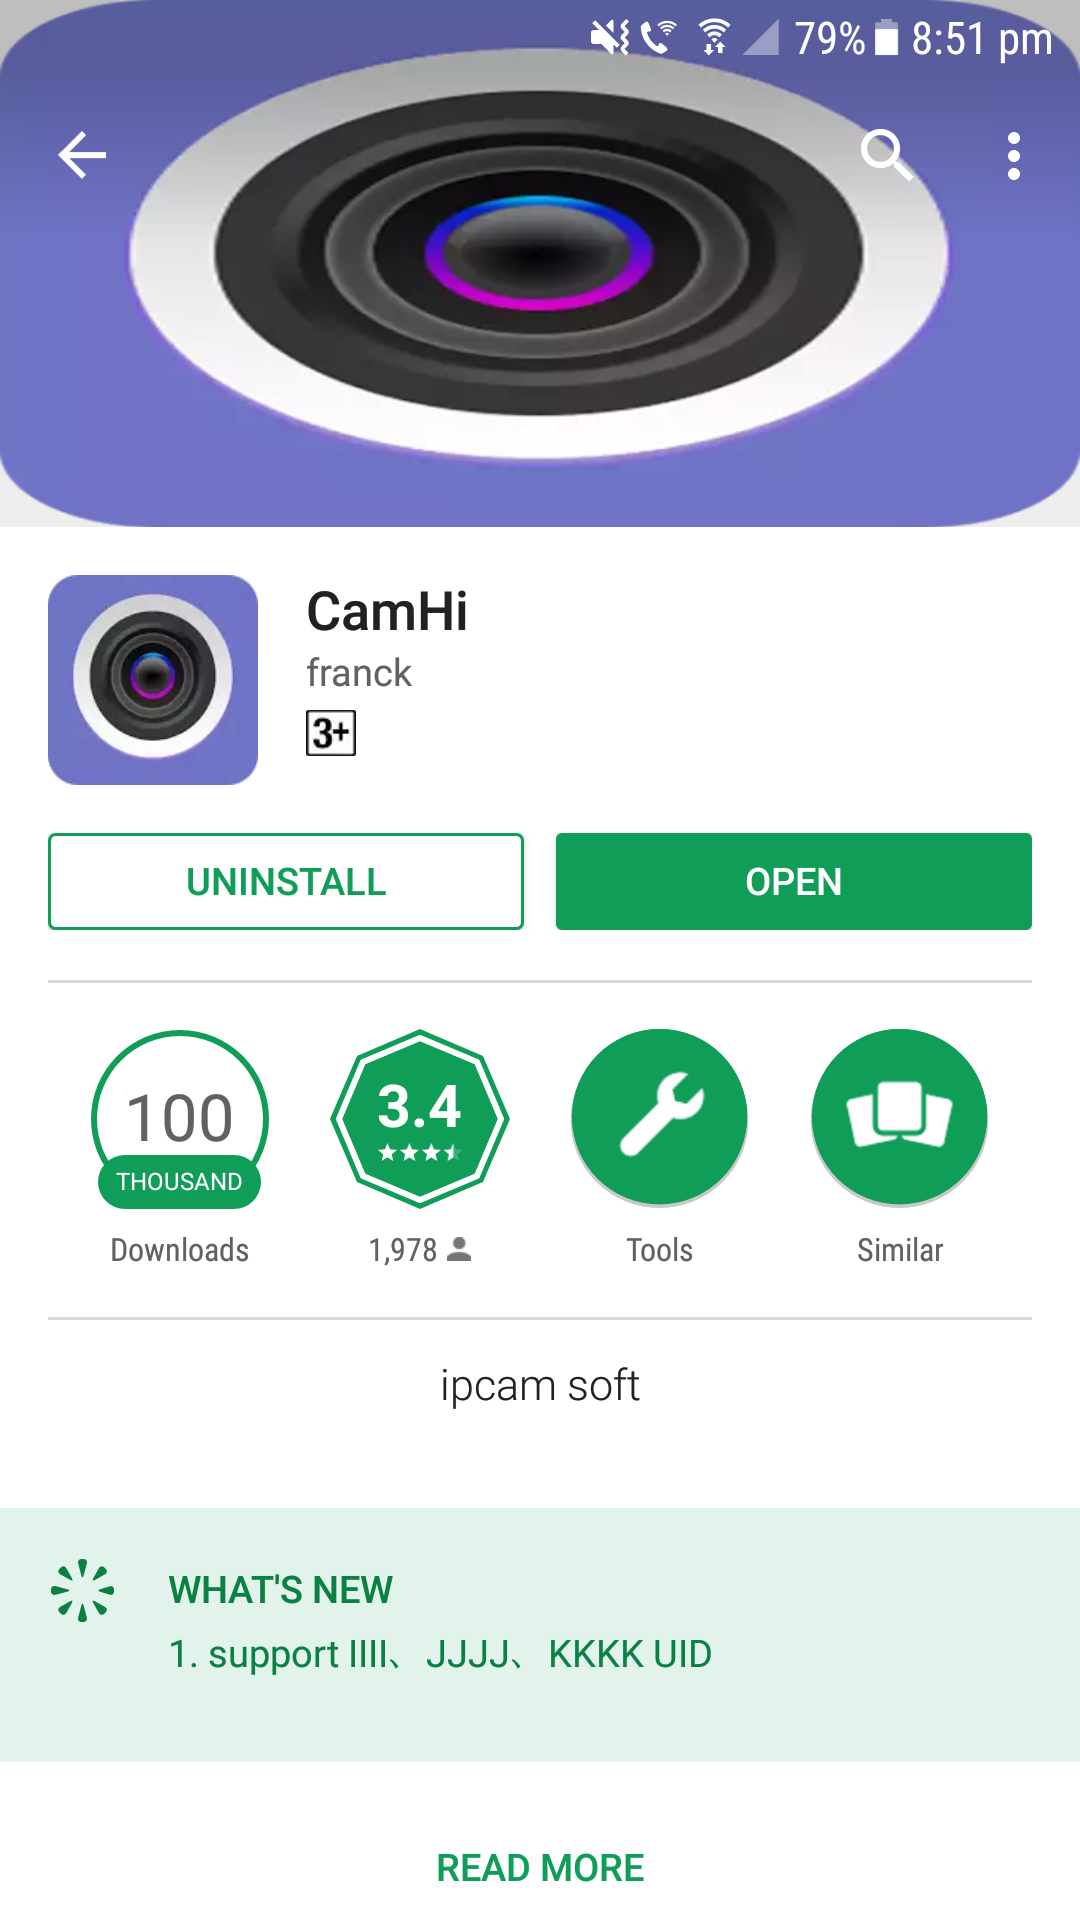 79% 8:51 pm
CamHi
franck
3+
UNINSTALL
OPEN
100
THOUSAND
Downloads
3.4
1,978
Tools
Similar
ipcam soft
WHAT'S NEW
1. support IIII、JJJJ、KKKK UID
READ MORE